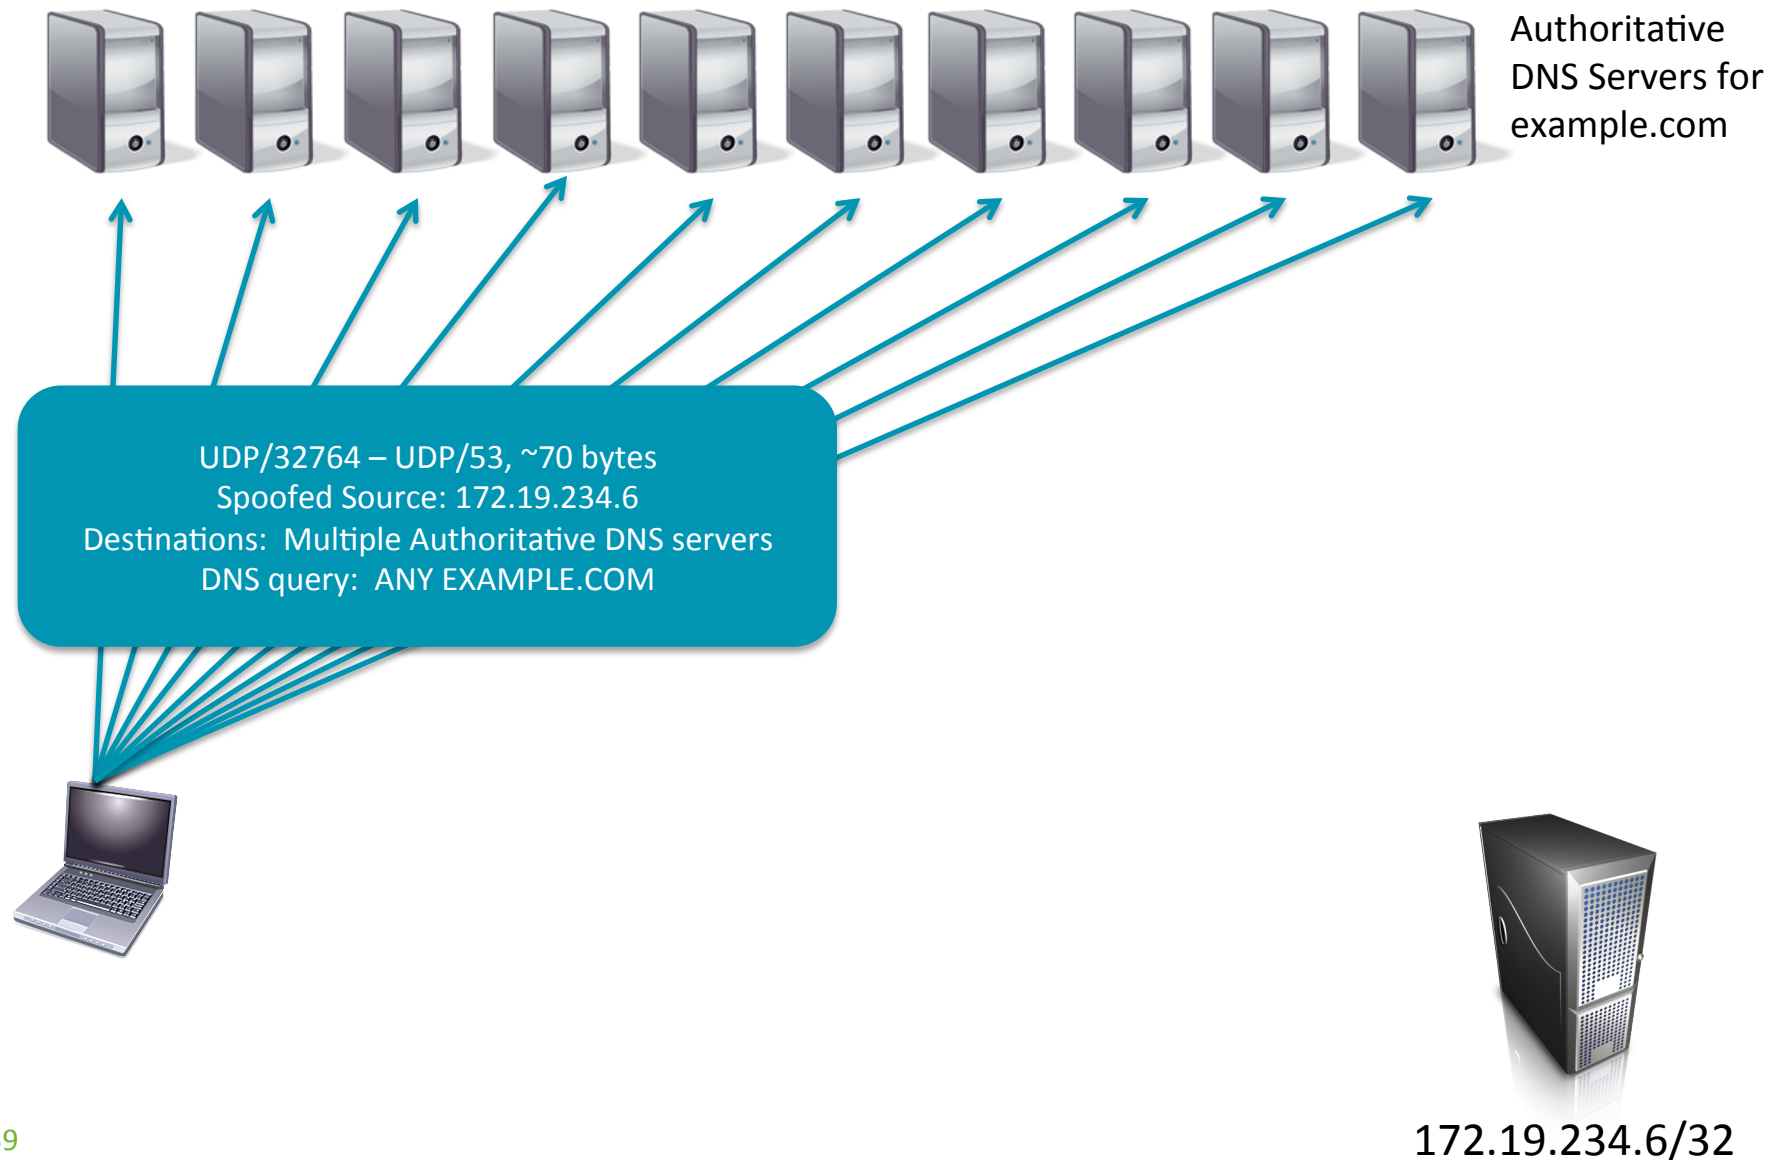 Authoritative
DNS Servers for
example.com
UDP/32764 – UDP/53, ~70 bytes
Spoofed Source: 172.19.234.6
Destinations:  Multiple Authoritative DNS servers
DNS query:  ANY EXAMPLE.COM
9
172.19.234.6/32